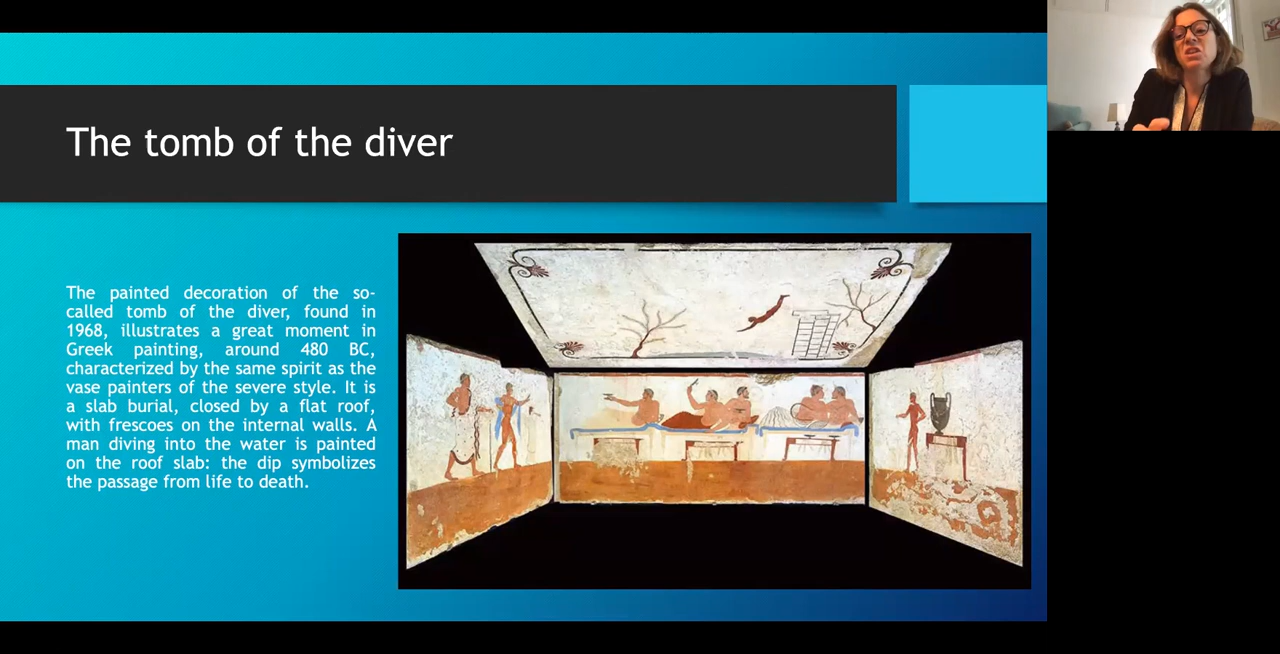 The tomb of the diver
The painted decoration of the so-
called tomb of the diver, found in
1968, illustrates a great moment in
Greek painting, around 480 BC,
characterized by the same spirit as the
vase painters of the severe style. It is
a slab burial, closed by a flat roof,
with frescoes on the internal walls. A
man diving into the water is painted
on the roof slab: the dip symbolizes
the passage from life to death.